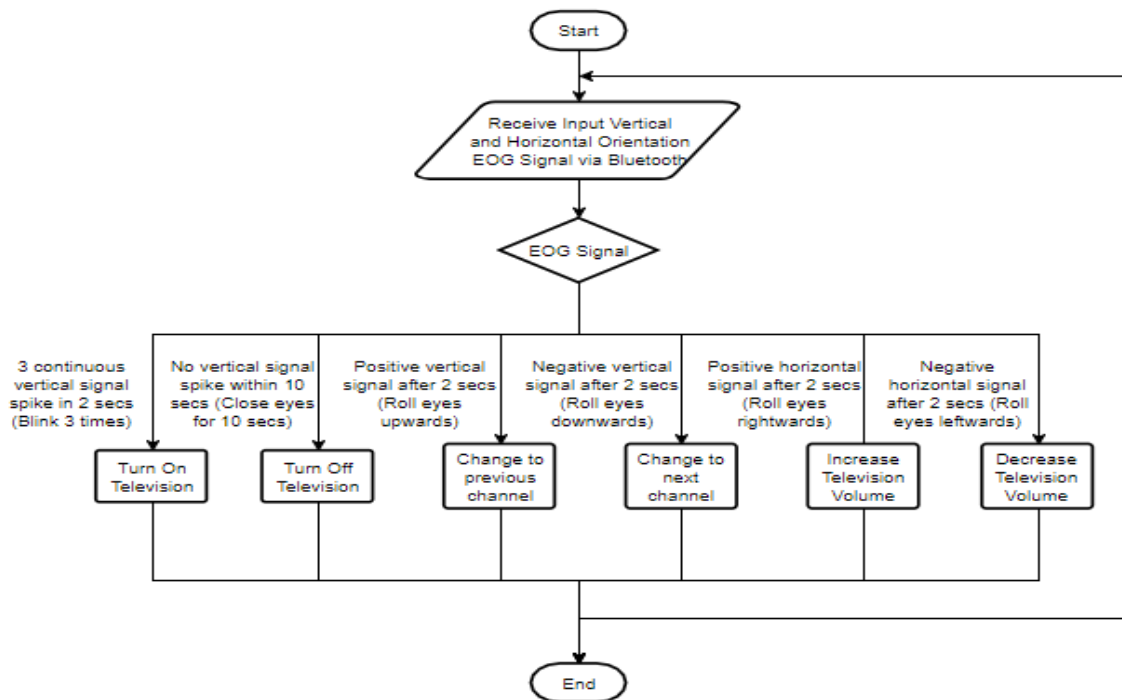 Start
Receive Input Vertical
and Horizontal Orientation
EOG Signal via Bluetooth
EOG Signal
3 continuous
vertical signal
spike in 2 secs
(Blink 3 times)
No vertical signal
spike within 10
secs (Close eyes
for 10 secs)
Positive vertical
signal after 2 secs
(Roll eyes
upwards)
Negative vertical
signal after 2 secs
(Roll eyes
downwards)
Positive horizontal
signal after 2 secs
(Roll eyes
rightwards)
Negative
horizontal signal
after 2 secs (Roll
eyes leftwards)
Turn On
Television
Turn Off
Television
Change to
previous
channel
Change to
next
channel
Increase
Television
Volume
Decrease
Television
Volume
End